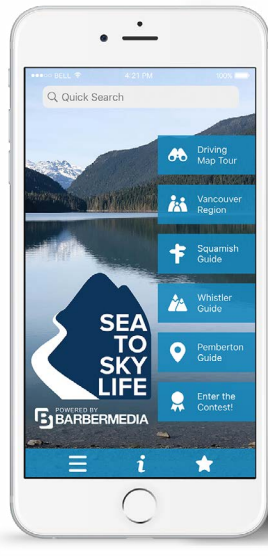 BELL 4:21 PM 100%
Quick Search
Driving
Map Tour
Vancouver
Region
Squamish
Guide
Whistler
Guide
Pemberton
Guide
Enter the
Contest!
SEA
TO
SKY
LIFE
POWERED BY
BARBERMEDIA